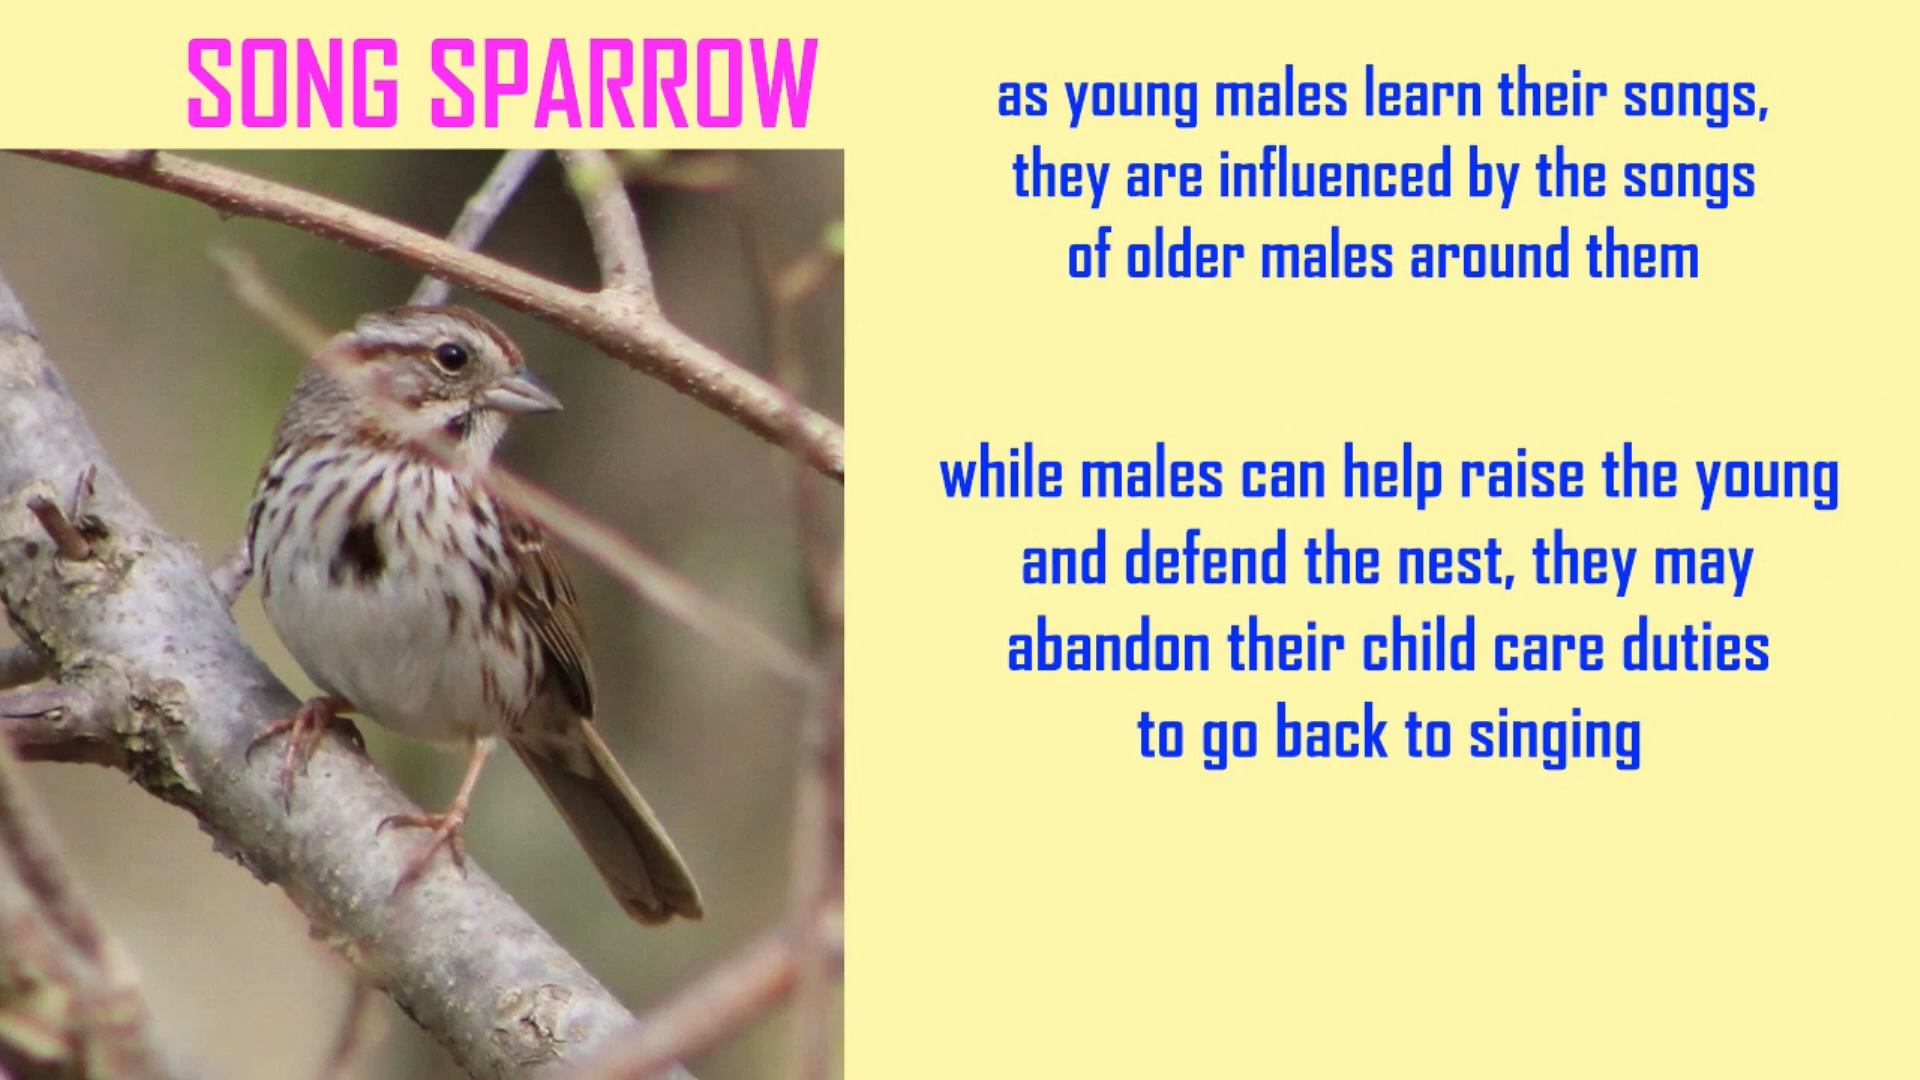 SONG SPARROW
as young males learn their songs,
they are influenced by the songs
of older males around them
while males can help raise the young
and defend the nest, they may
abandon their child care duties
to go back to singing